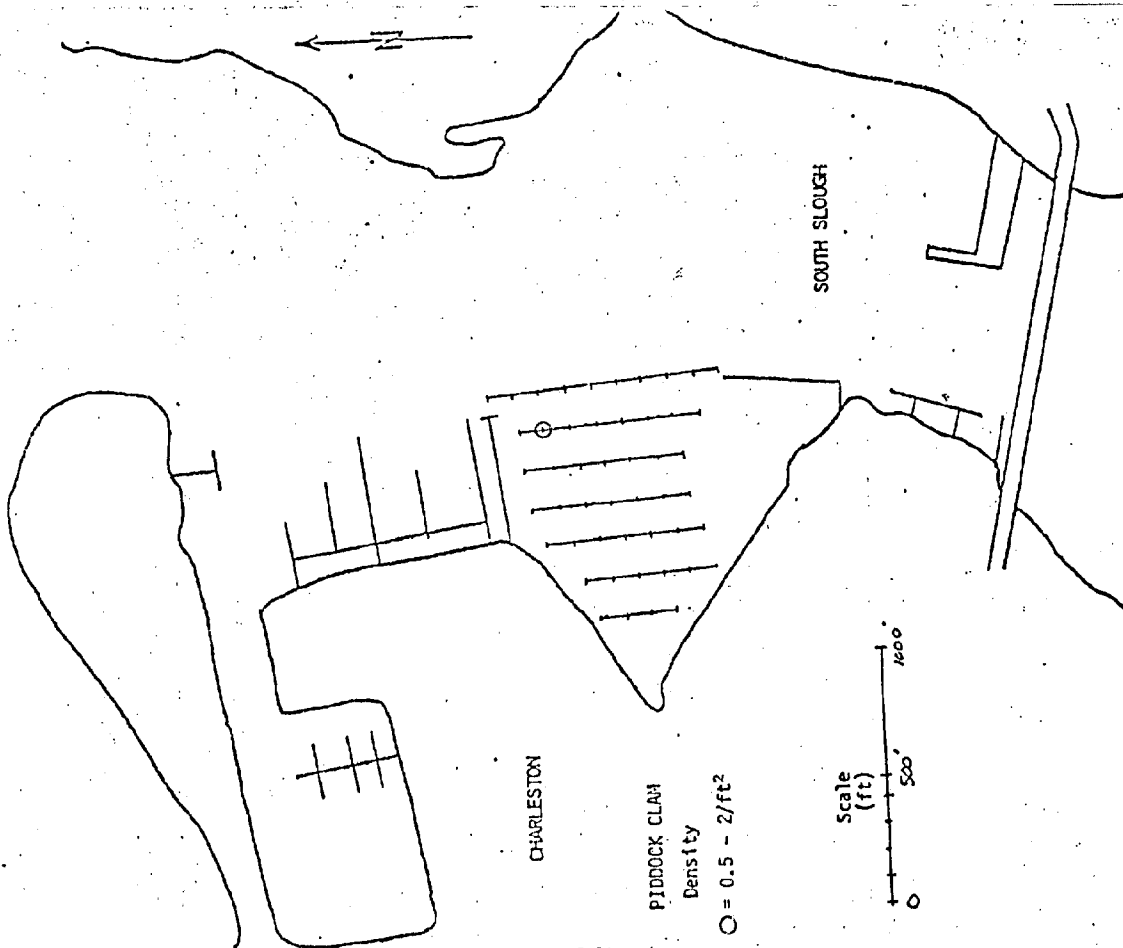 N
SOUTH SLOUGH
CHARLESTON
PIDDOCK CLAM
Density
O = 0.5 - 2/ft²
Scale
(ft)
0
500'
1000'